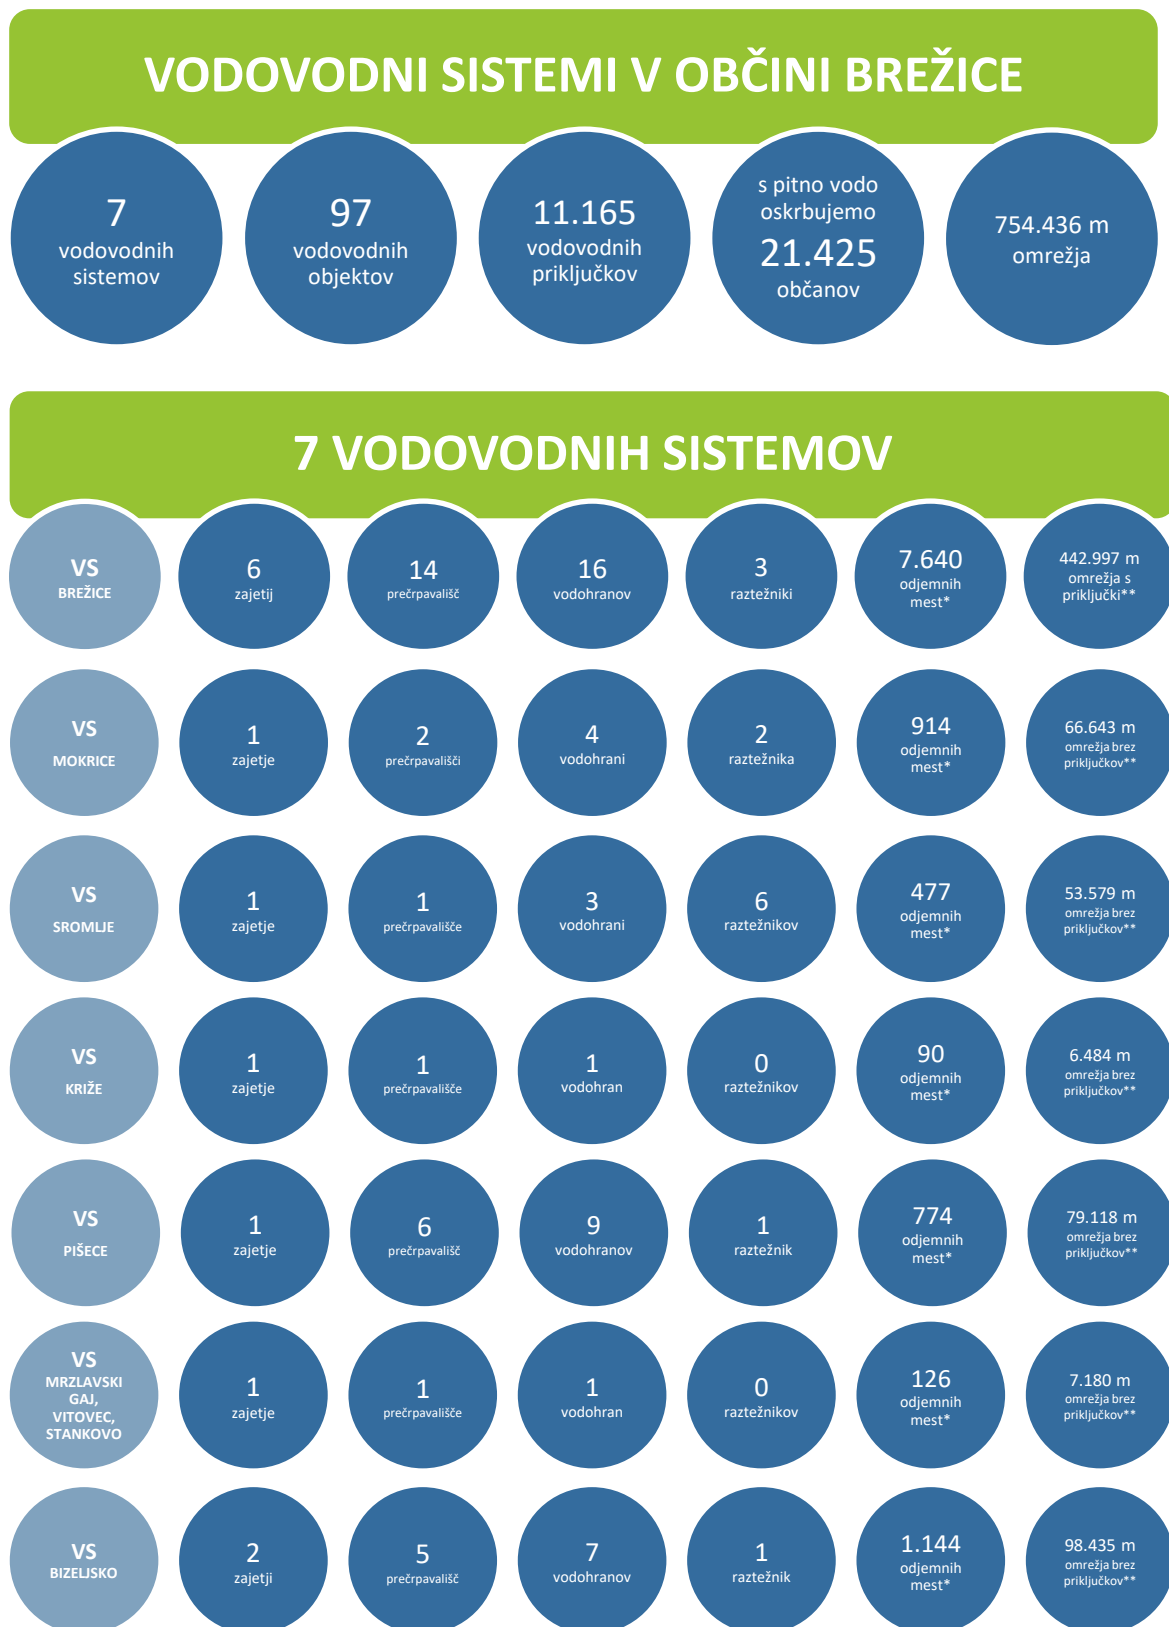 VODOVODNI SISTEMI V OBČINI BREŽICE
7
vodovodnih
sistemov
97
vodovodnih
objektov
11.165
vodovodnih
priključkov
s pitno vodo
oskrbujemo
21.425
občanov
754.436 m
omrežja
7 VODOVODNIH SISTEMOV
VS
BREŽICE
6
zajetij
14
prečrpavališč
16
vodohranov
3
raztežniki
7.640
odjemnih
mest*
442.997 m
omrežja s
priključki**
VS
MOKRICE
1
zajetje
2
prečrpavališči
4
vodohrani
2
raztežnika
914
odjemnih
mest*
66.643 m
omrežja brez
priključkov**
VS
SROMLJE
1
zajetje
1
prečrpavališče
3
vodohrani
6
raztežnikov
477
odjemnih
mest*
53.579 m
omrežja brez
priključkov**
VS
KRIŽE
1
zajetje
1
prečrpavališče
1
vodohran
0
raztežnikov
90
odjemnih
mest*
6.484 m
omrežja brez
priključkov**
VS
PIŠECE
1
zajetje
6
prečrpavališč
9
vodohranov
1
raztežnik
774
odjemnih
mest*
79.118 m
omrežja brez
priključkov**
VS
MRZLAVSKI
GAJ,
VITOVEC,
STANKOVO
1
zajetje
1
prečrpavališče
1
vodohran
0
raztežnikov
126
odjemnih
mest*
7.180 m
omrežja brez
priključkov**
VS
BIZELJSKO
2
zajetji
5
prečrpavališč
7
vodohranov
1
raztežnik
1.144
odjemnih
mest*
98.435 m
omrežja brez
priključkov**